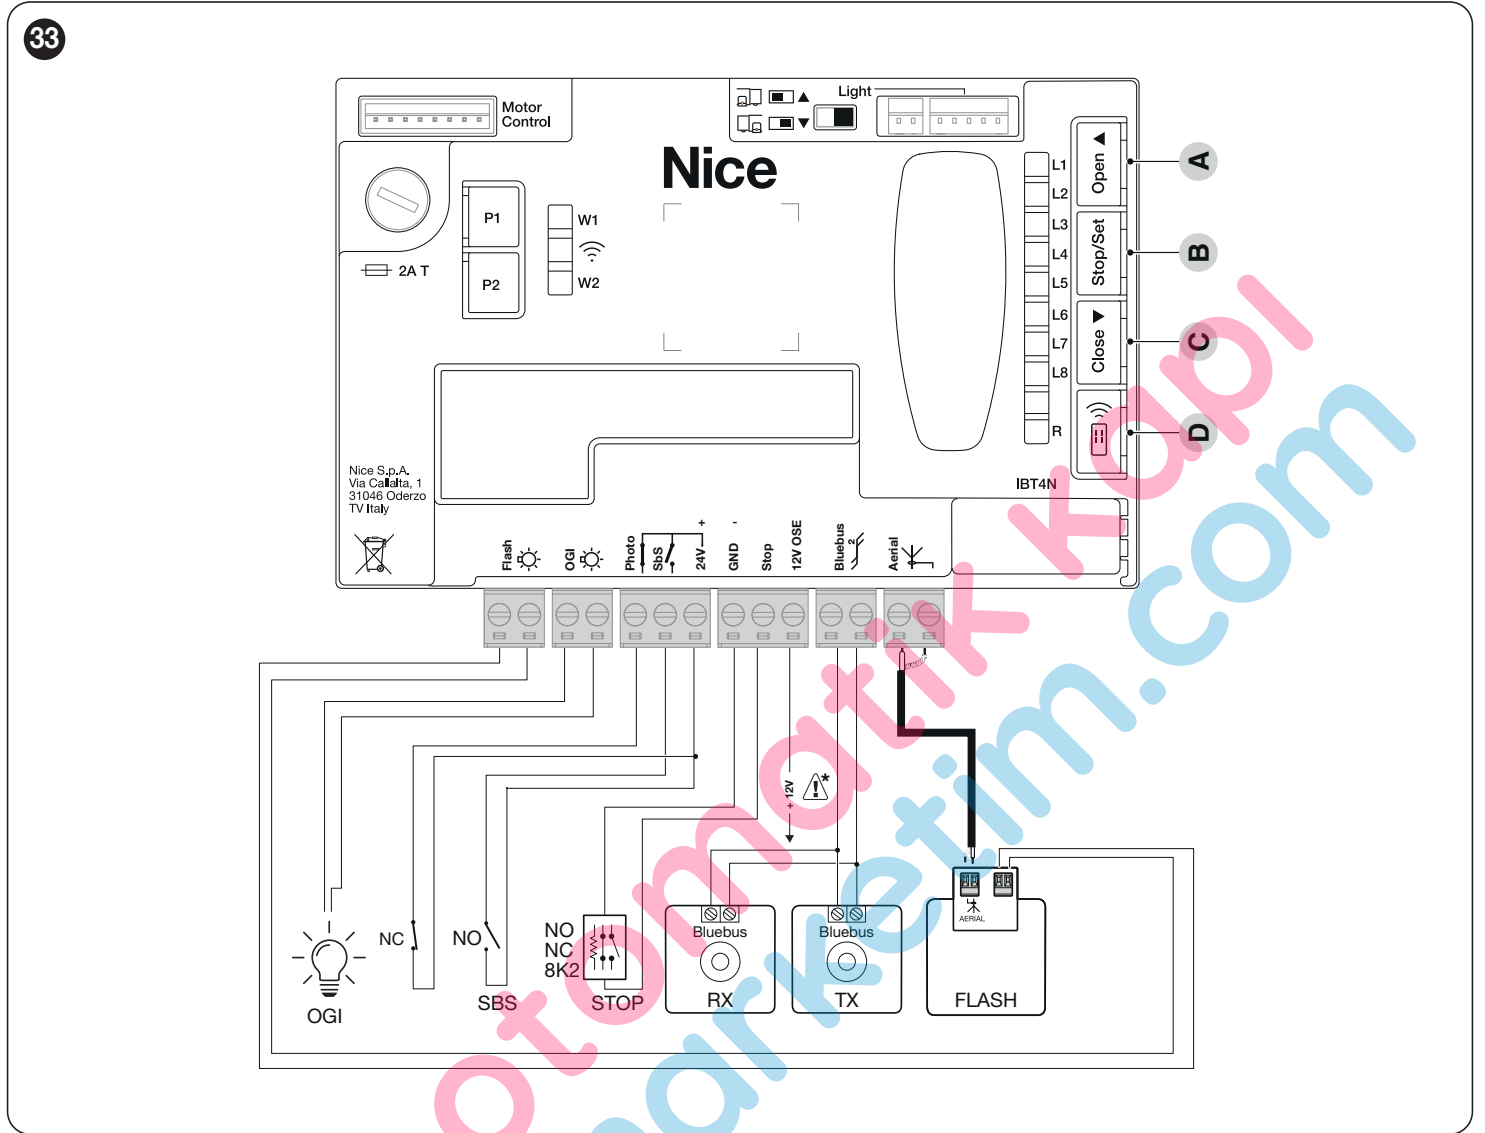 33
Motor
Control
Light
Nice
2A T
P1
P2
W1
W2
L1
L2
L3
L4
L5
L6
L7
L8
R
Open
Stop/Set
Close
A
B
C
D
IBT4N
Nice S.p.A.
Via Callalta, 1
31046 Oderzo
TV Italy
Flash
OGI
Photo
SbS
24V +
GND -
Stop
12V OSE
Bluebus
2
Aerial
+ 12V
!*
OGI
NC
NO
SBS
NO
NC
8K2
STOP
Bluebus
RX
Bluebus
TX
AERIAL
FLASH
otomatik kapı
arketim.com